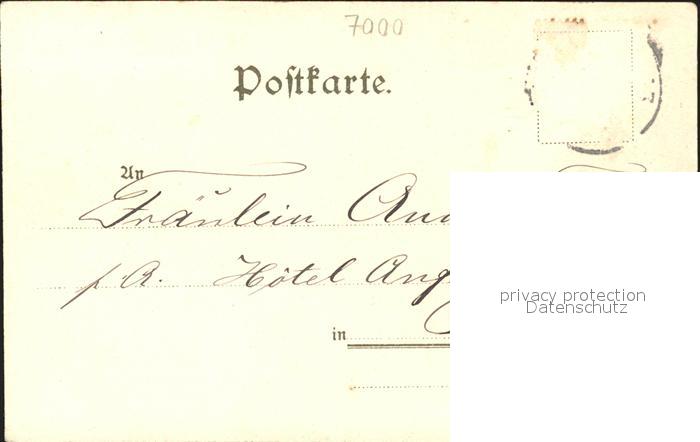 7000
Postkarte.
An
Fräulein
p. A. Hôtel
in
privacy protection
Datenschutz